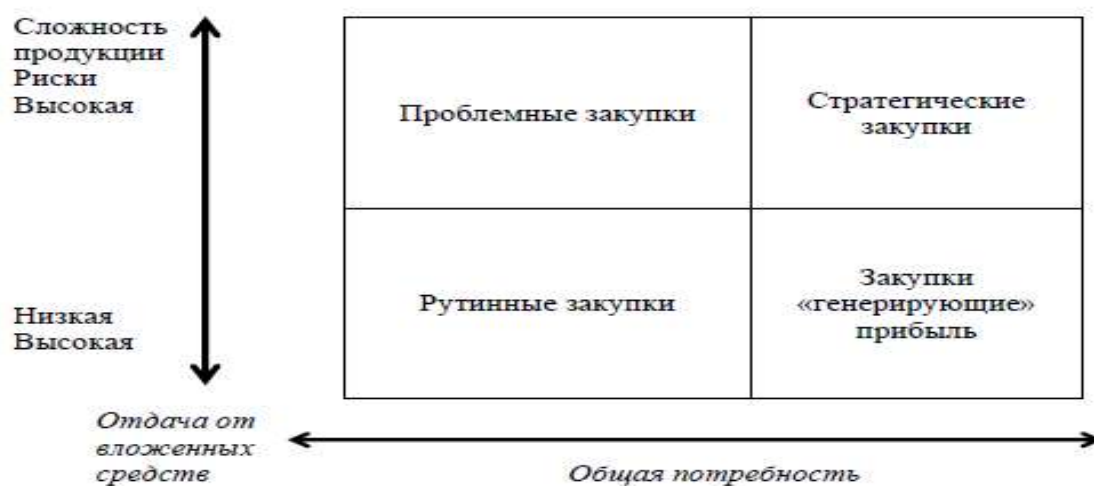 Сложность
продукции
Риски
Высокая
Проблемные закупки
Стратегические
закупки
Низкая
Высокая
Рутинные закупки
Закупки
«генерирующие»
прибыль
Отдача от
вложенных
средств
Общая потребность